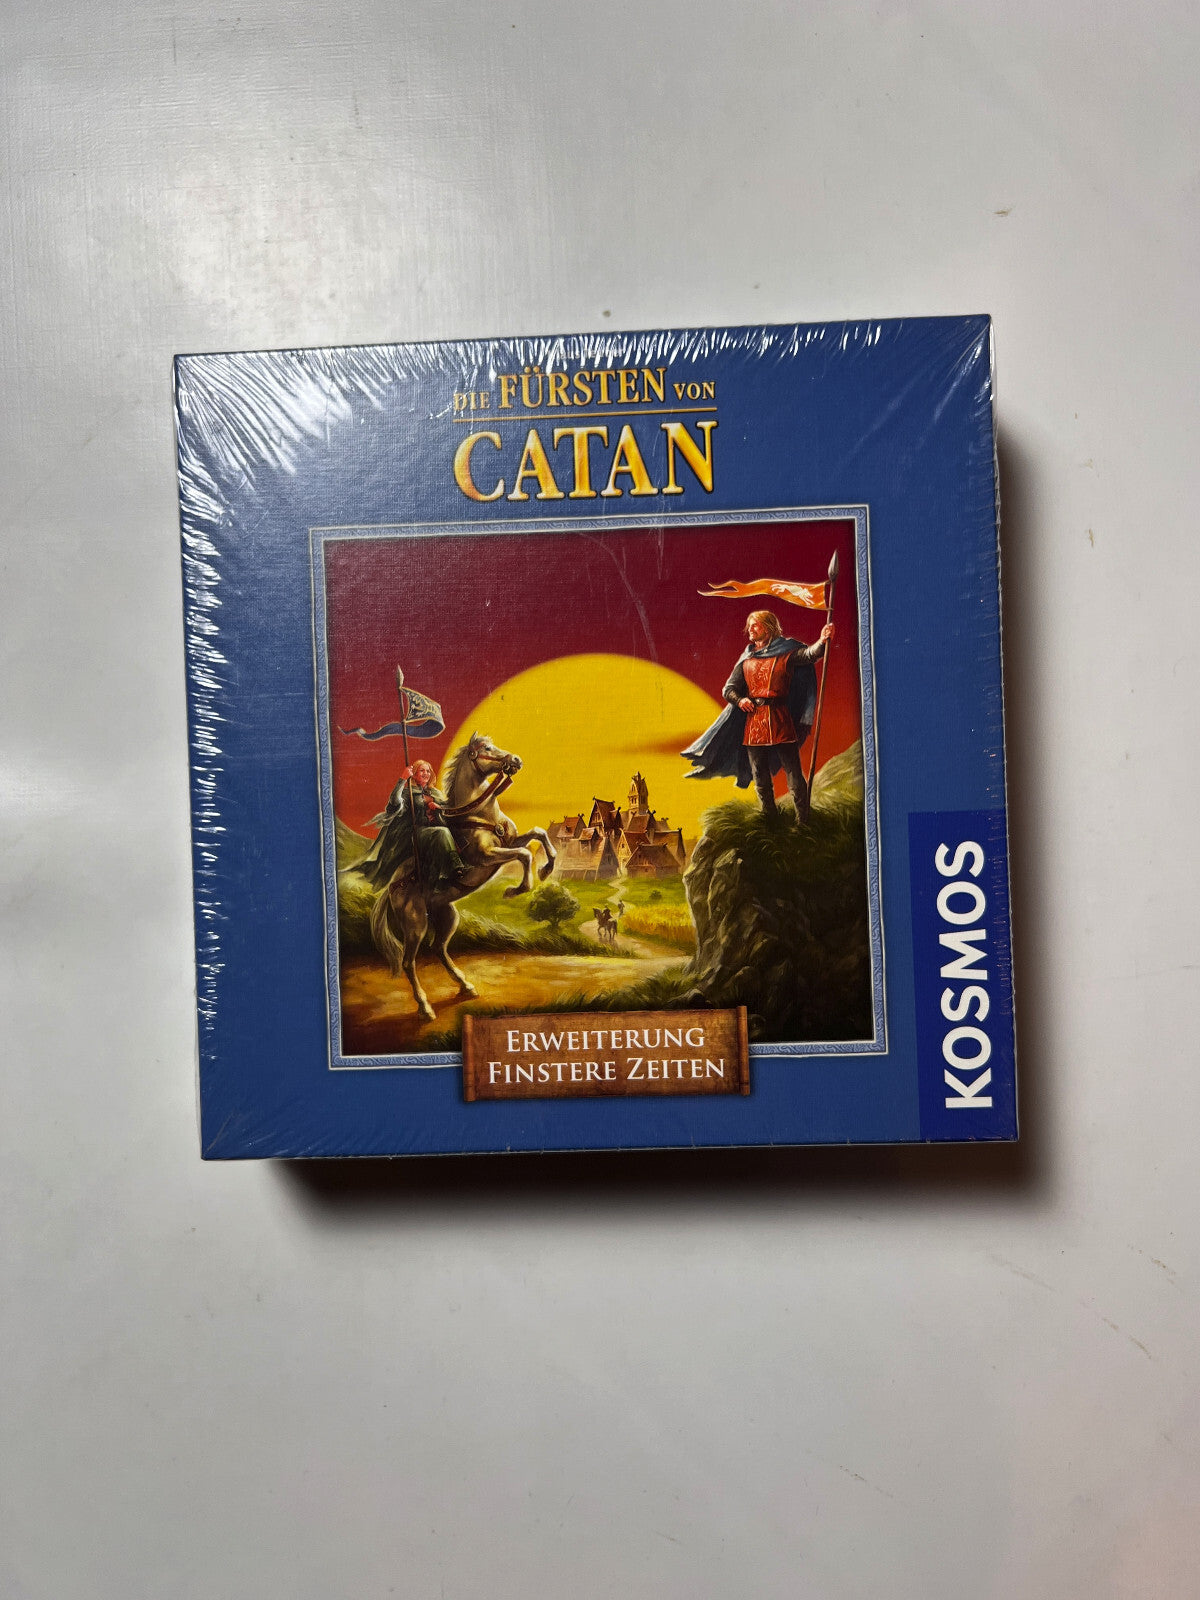 DIE FÜRSTEN VON
CATAN
ERWEITERUNG
FINSTERE ZEITEN
KOSMOS